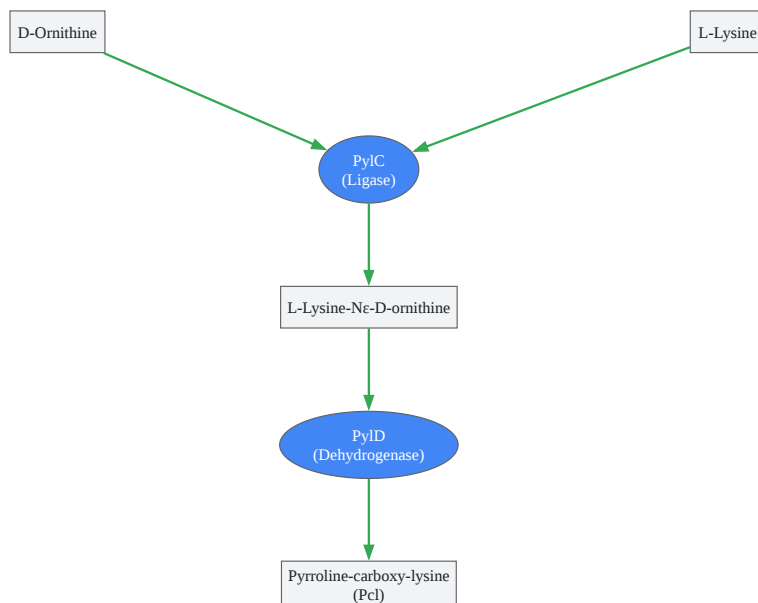 D-Ornithine
L-Lysine
PylC
(Ligase)
L-Lysine-Nε-D-ornithine
PylD
(Dehydrogenase)
Pyrroline-carboxy-lysine
(Pcl)